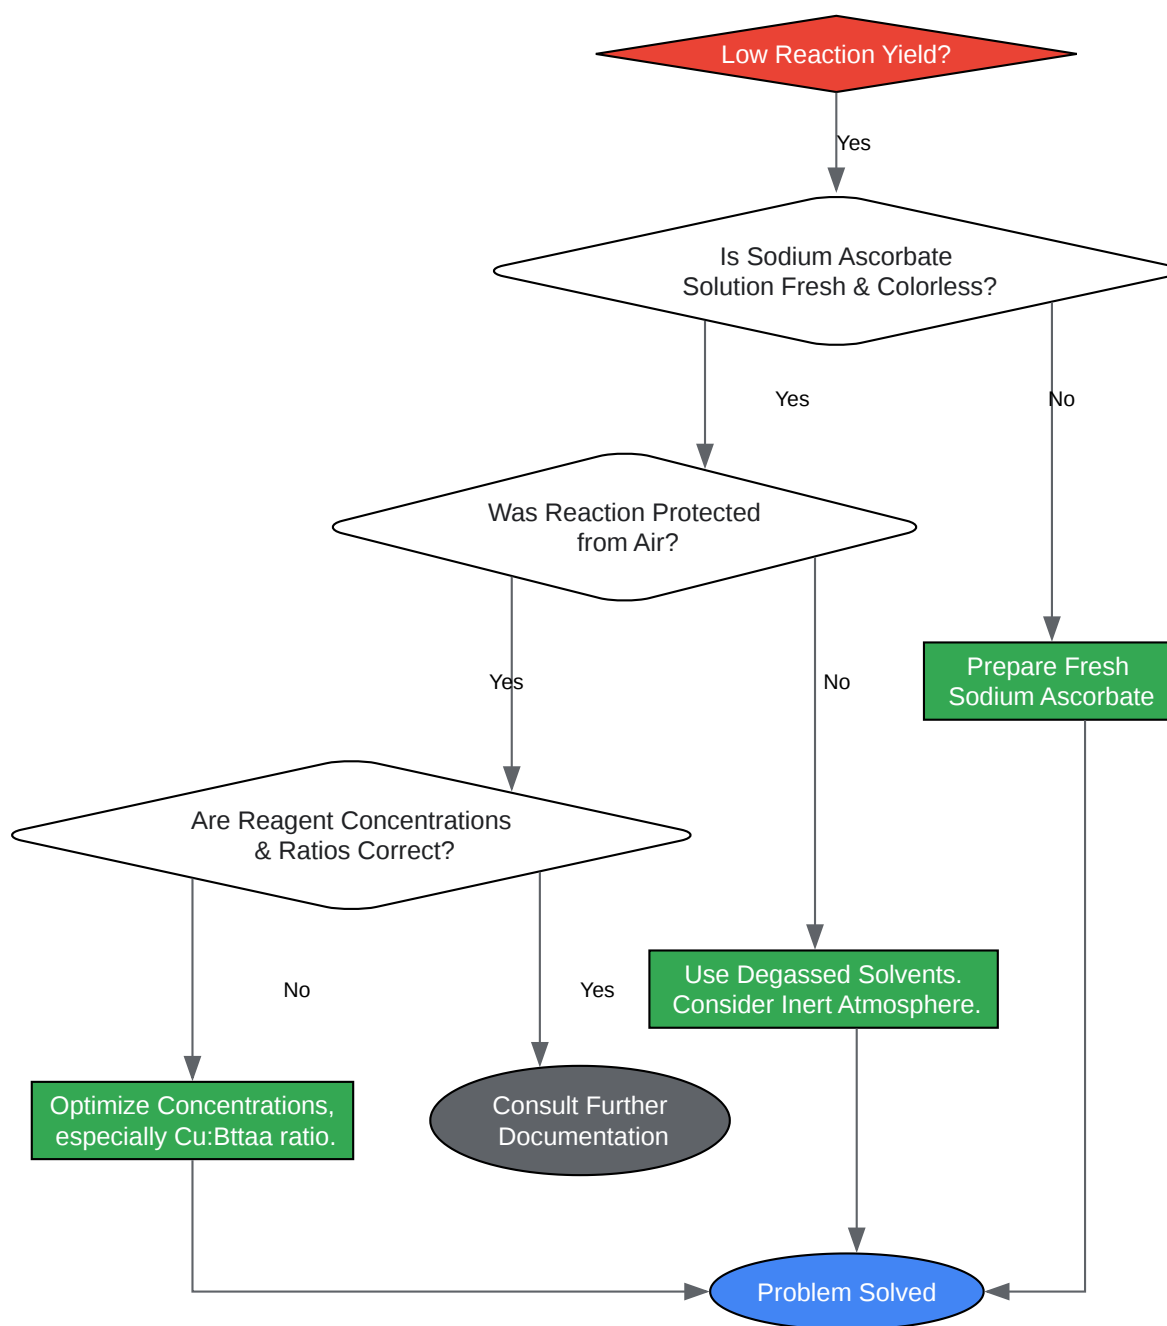 Low Reaction Yield?
Yes
Is Sodium Ascorbate
Solution Fresh & Colorless?
Yes
No
Was Reaction Protected
from Air?
Yes
No
Prepare Fresh
Sodium Ascorbate
Are Reagent Concentrations
& Ratios Correct?
No
Yes
Use Degassed Solvents.
Consider Inert Atmosphere.
Optimize Concentrations,
especially Cu:Bttaa ratio.
Consult Further
Documentation
Problem Solved